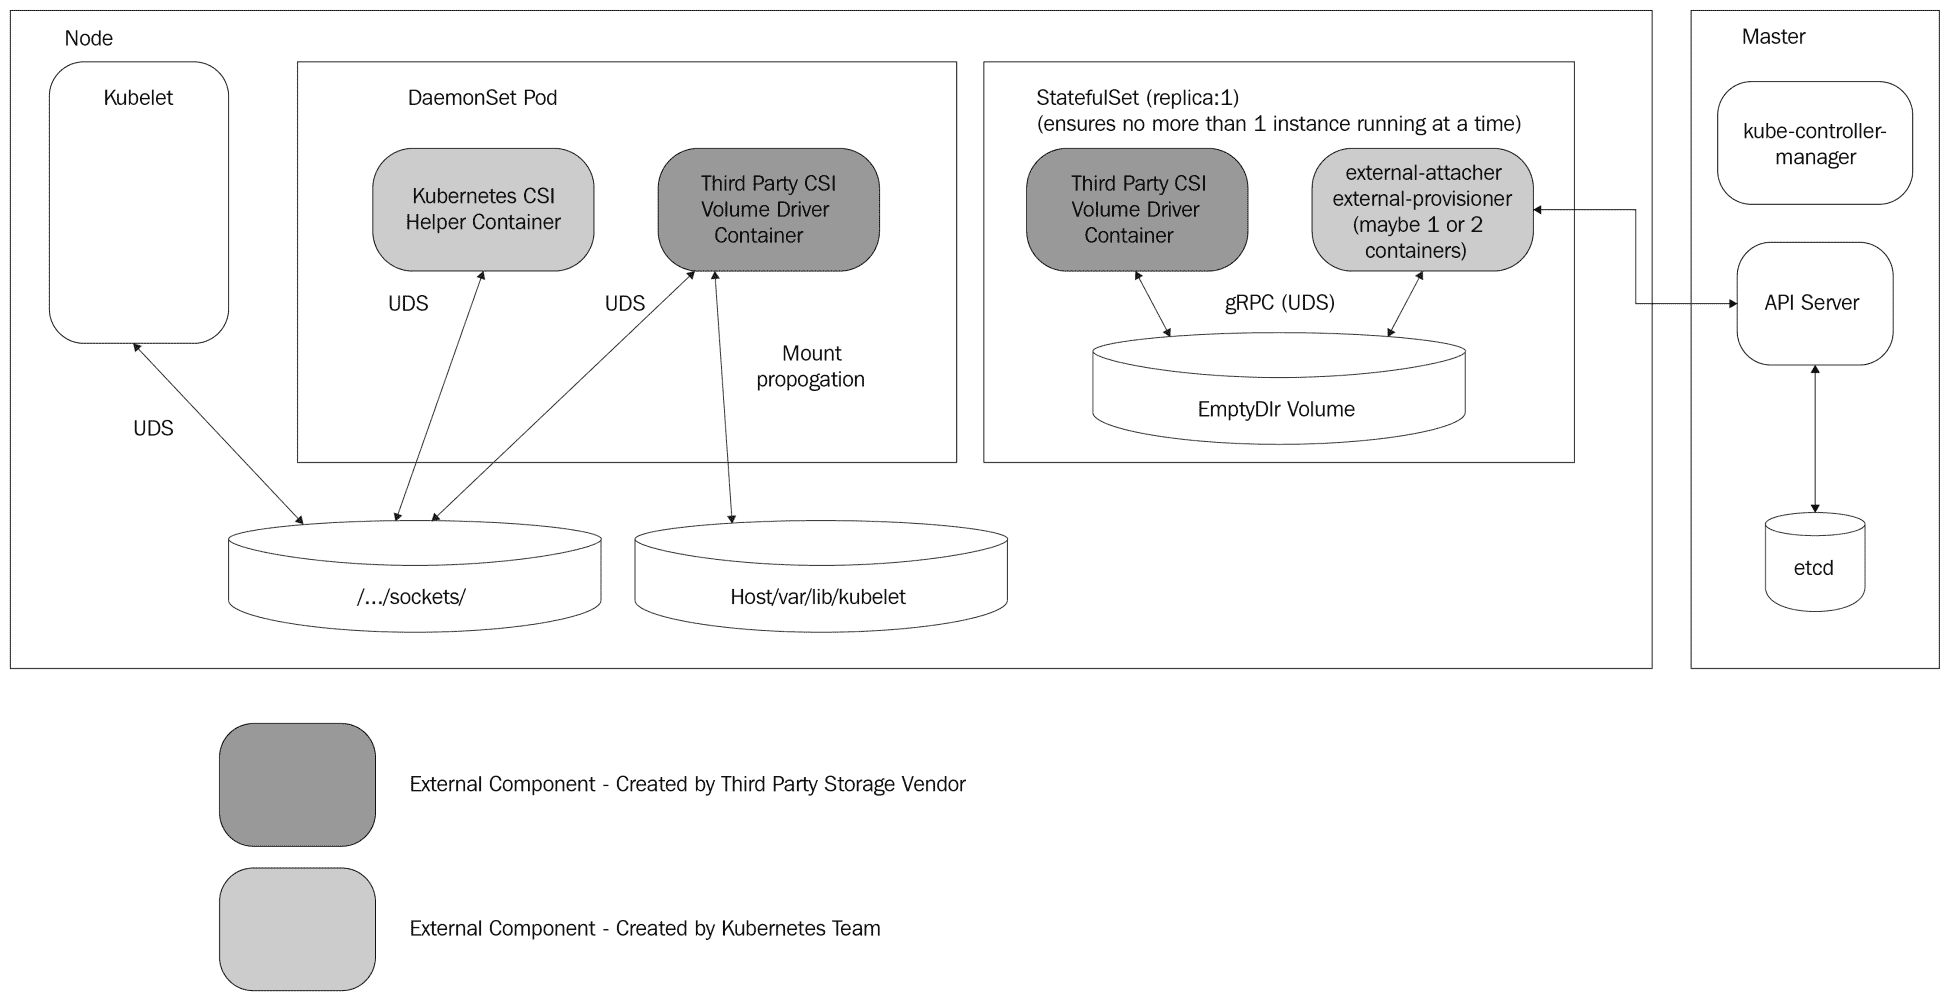 Node
Kubelet
UDS
DaemonSet Pod
Kubernetes CSI
Helper Container
Third Party CSI
Volume Driver
Container
UDS
UDS
Mount
propogation
/.../sockets/
Host/var/lib/kubelet
StatefulSet (replica:1)
(ensures no more than 1 instance running at a time)
Third Party CSI
Volume Driver
Container
external-attacher
external-provisioner
(maybe 1 or 2
containers)
gRPC (UDS)
EmptyDIr Volume
Master
kube-controller-
manager
API Server
etcd
External Component - Created by Third Party Storage Vendor
External Component - Created by Kubernetes Team